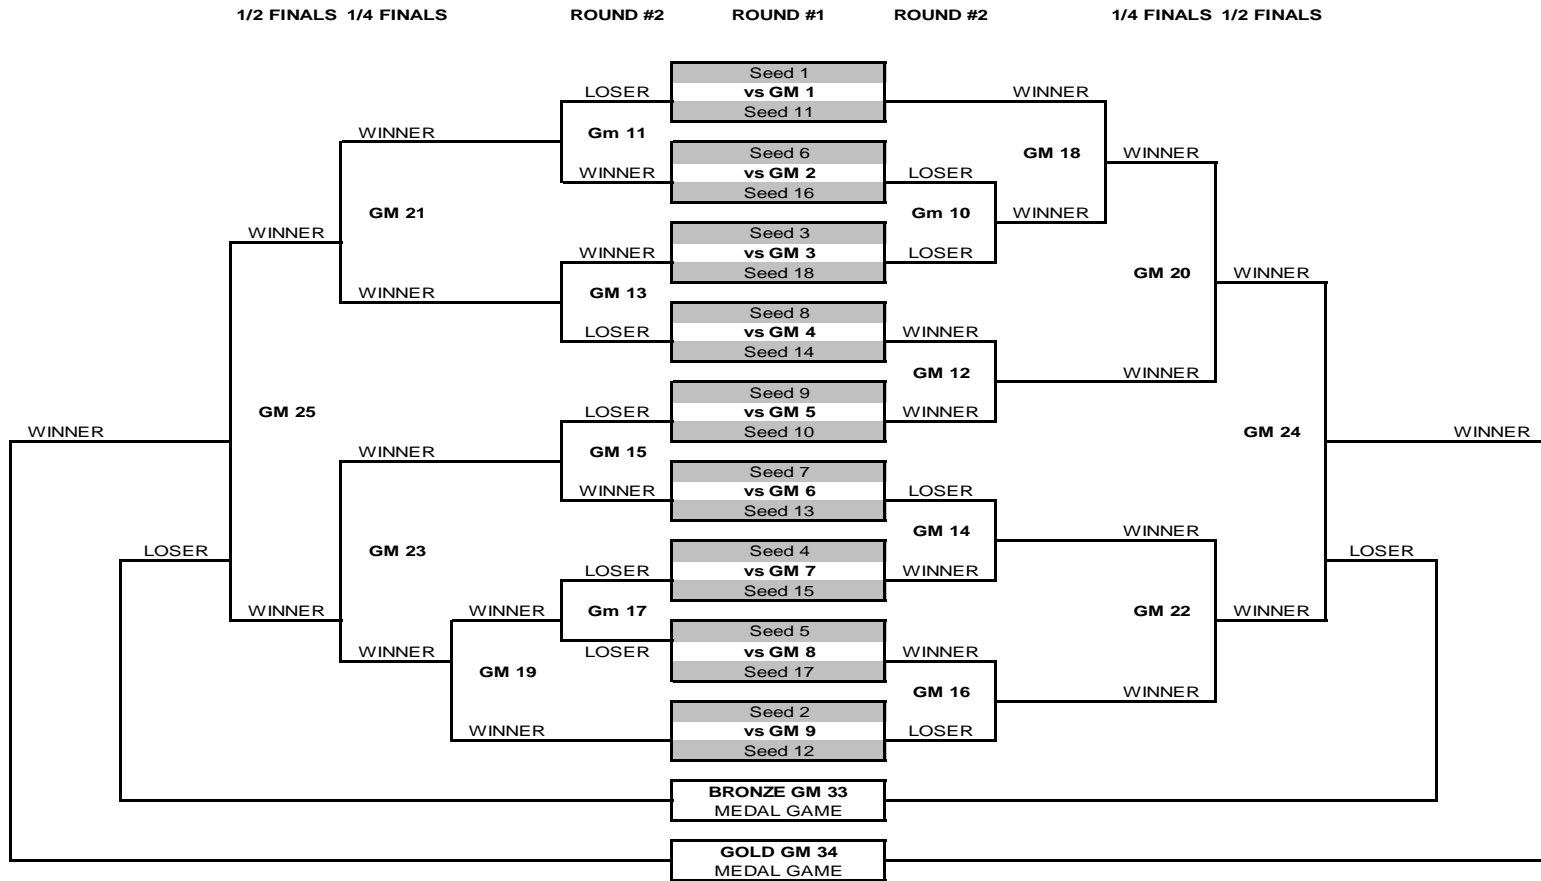 1/2 FINALS 1/4 FINALS ROUND #2 ROUND #1 ROUND #2 1/4 FINALS 1/2 FINALS
Seed 1
LOSER vs GM 1 WINNER
Seed 11
WINNER Gm 11
Seed 6 GM 18 WINNER
WINNER vs GM 2 LOSER
Seed 16
GM 21 Gm 10 WINNER
WINNER Seed 3
WINNER vs GM 3 LOSER
Seed 18 GM 20 WINNER
WINNER GM 13
Seed 8
LOSER vs GM 4 WINNER
Seed 14
GM 12 WINNER
Seed 9
GM 25 LOSER vs GM 5 WINNER
WINNER Seed 10 GM 24 WINNER
WINNER GM 15
Seed 7
WINNER vs GM 6 LOSER
Seed 13
GM 14 WINNER
LOSER GM 23 Seed 4 LOSER
LOSER vs GM 7 WINNER
Seed 15
WINNER WINNER Gm 17 GM 22 WINNER
Seed 5
WINNER LOSER vs GM 8 WINNER
GM 19 Seed 17
GM 16 WINNER
Seed 2
WINNER vs GM 9 LOSER
Seed 12
BRONZE GM 33
MEDAL GAME
GOLD GM 34
MEDAL GAME